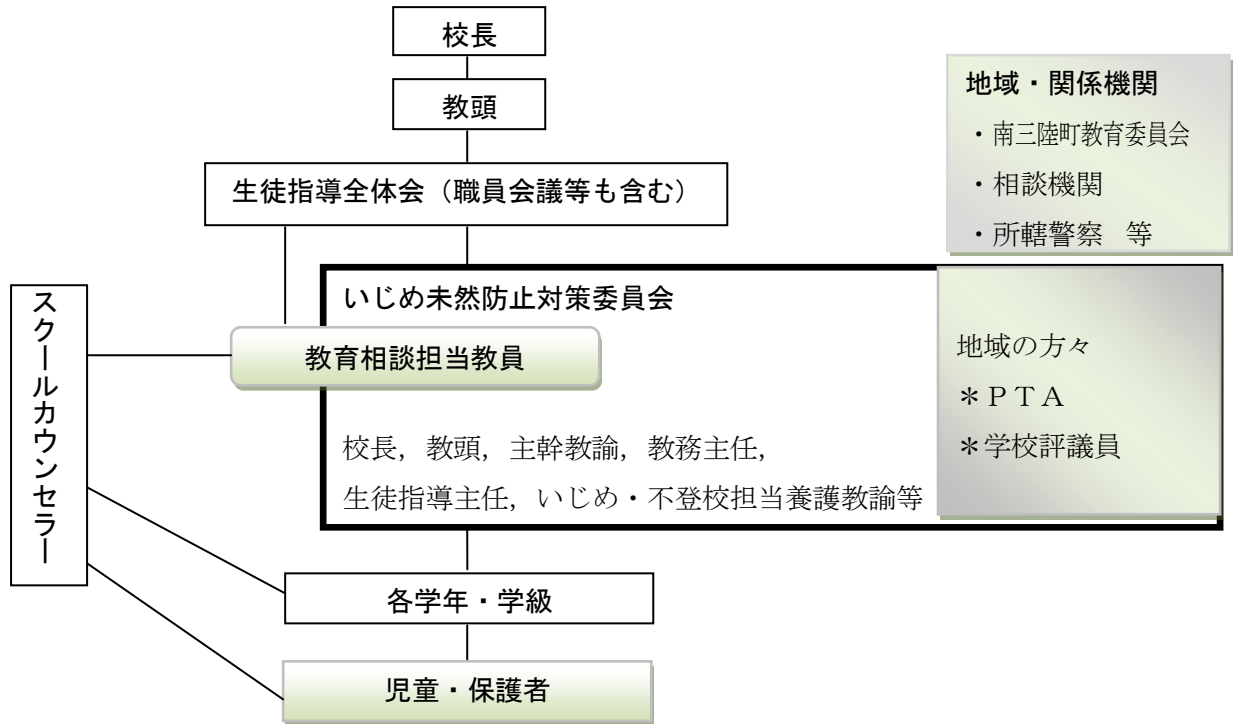 校長
教頭
生徒指導全体会（職員会議等も含む）
地域・関係機関
・南三陸町教育委員会
・相談機関
・所轄警察　等
スクールカウンセラー
いじめ未然防止対策委員会
教育相談担当教員
校長，教頭，主幹教諭，教務主任，
生徒指導主任，いじめ・不登校担当養護教諭等
地域の方々
＊ＰＴＡ
＊学校評議員
各学年・学級
児童・保護者